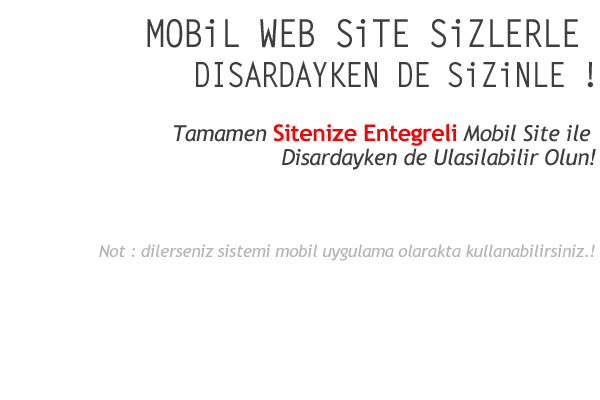 MOBiL WEB SiTE SiZLERLE
DISARDAYKEN DE SiZiNLE !
Tamamen Sitenize Entegreli Mobil Site ile
Disardayken de Ulasilabilir Olun!
Not : dilerseniz sistemi mobil uygulama olarakta kullanabilirsiniz.!